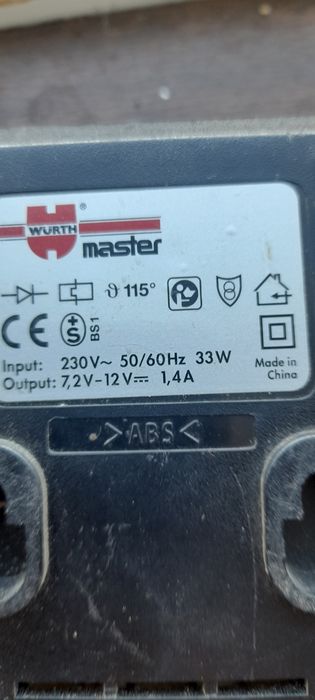 WÜRTH ®
master
ϑ 115°
CE S BS1
Input: 230V~ 50/60Hz 33W
Output: 7,2V-12V⎓ 1,4A
Made in
China
>ABS<